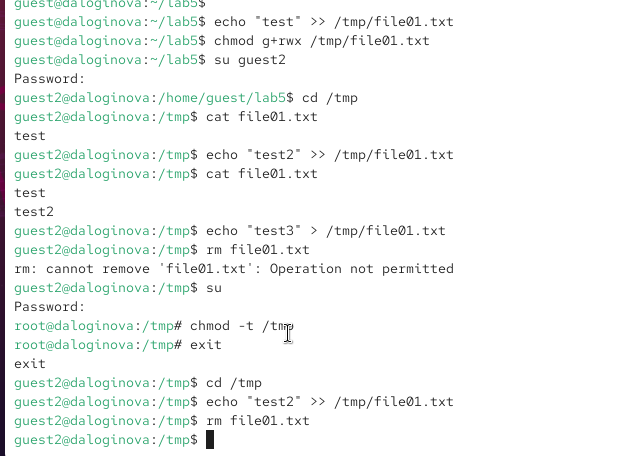 guest@daloginova:~/lab5$
guest@daloginova:~/lab5$ echo "test" >> /tmp/file01.txt
guest@daloginova:~/lab5$ chmod g+rwx /tmp/file01.txt
guest@daloginova:~/lab5$ su guest2
Password:
guest2@daloginova:/home/guest/lab5$ cd /tmp
guest2@daloginova:/tmp$ cat file01.txt
test
guest2@daloginova:/tmp$ echo "test2" >> /tmp/file01.txt
guest2@daloginova:/tmp$ cat file01.txt
test
test2
guest2@daloginova:/tmp$ echo "test3" > /tmp/file01.txt
guest2@daloginova:/tmp$ rm file01.txt
rm: cannot remove 'file01.txt': Operation not permitted
guest2@daloginova:/tmp$ su
Password:
root@daloginova:/tmp# chmod -t /tmp
root@daloginova:/tmp# exit
exit
guest2@daloginova:/tmp$ cd /tmp
guest2@daloginova:/tmp$ echo "test2" >> /tmp/file01.txt
guest2@daloginova:/tmp$ rm file01.txt
guest2@daloginova:/tmp$